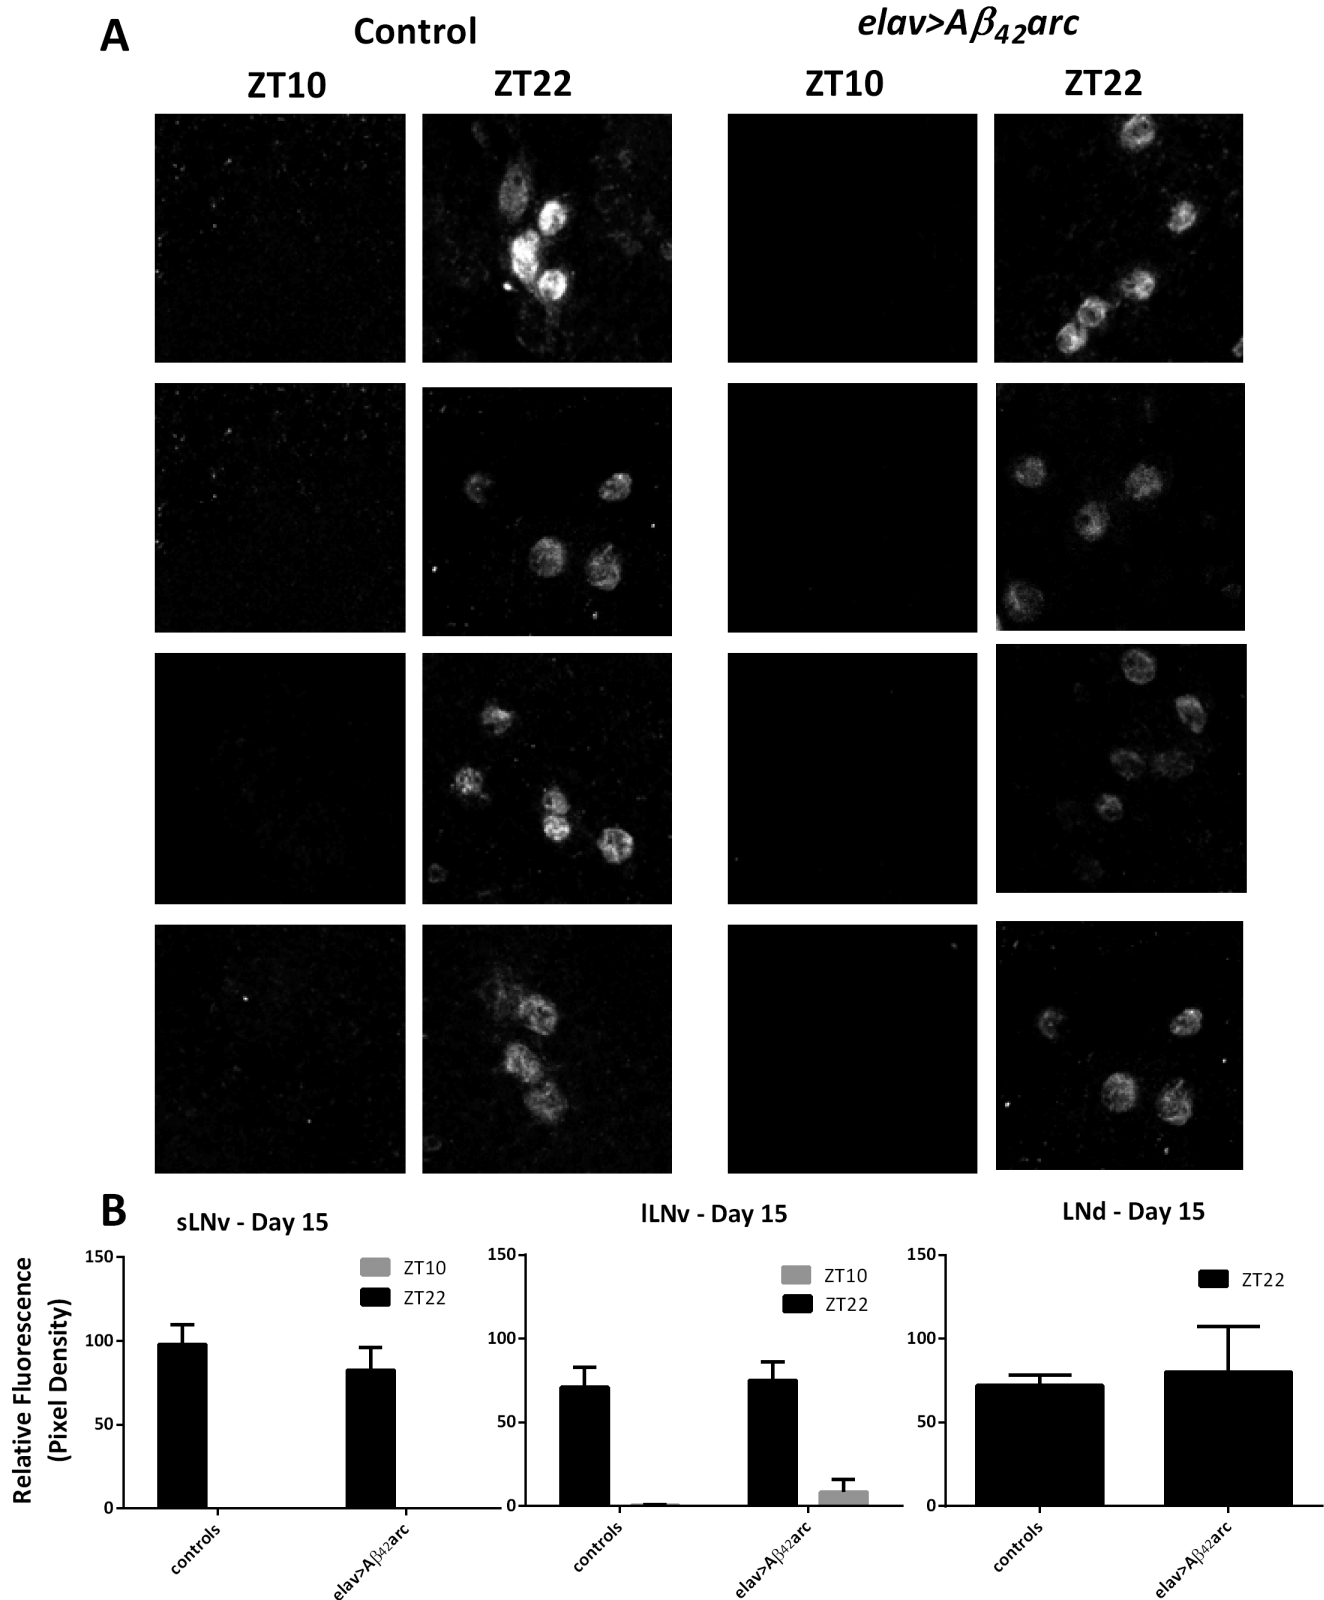 A
Control
elav>Aβ42arc
ZT10
ZT22
ZT10
ZT22
B
sLNv - Day 15
lLNv - Day 15
LNd - Day 15
Relative Fluorescence
(Pixel Density)
150
100
50
0
ZT10
ZT22
controls
elav>Aβ42arc
150
100
50
0
ZT10
ZT22
controls
elav>Aβ42arc
150
100
50
0
ZT22
controls
elav>Aβ42arc